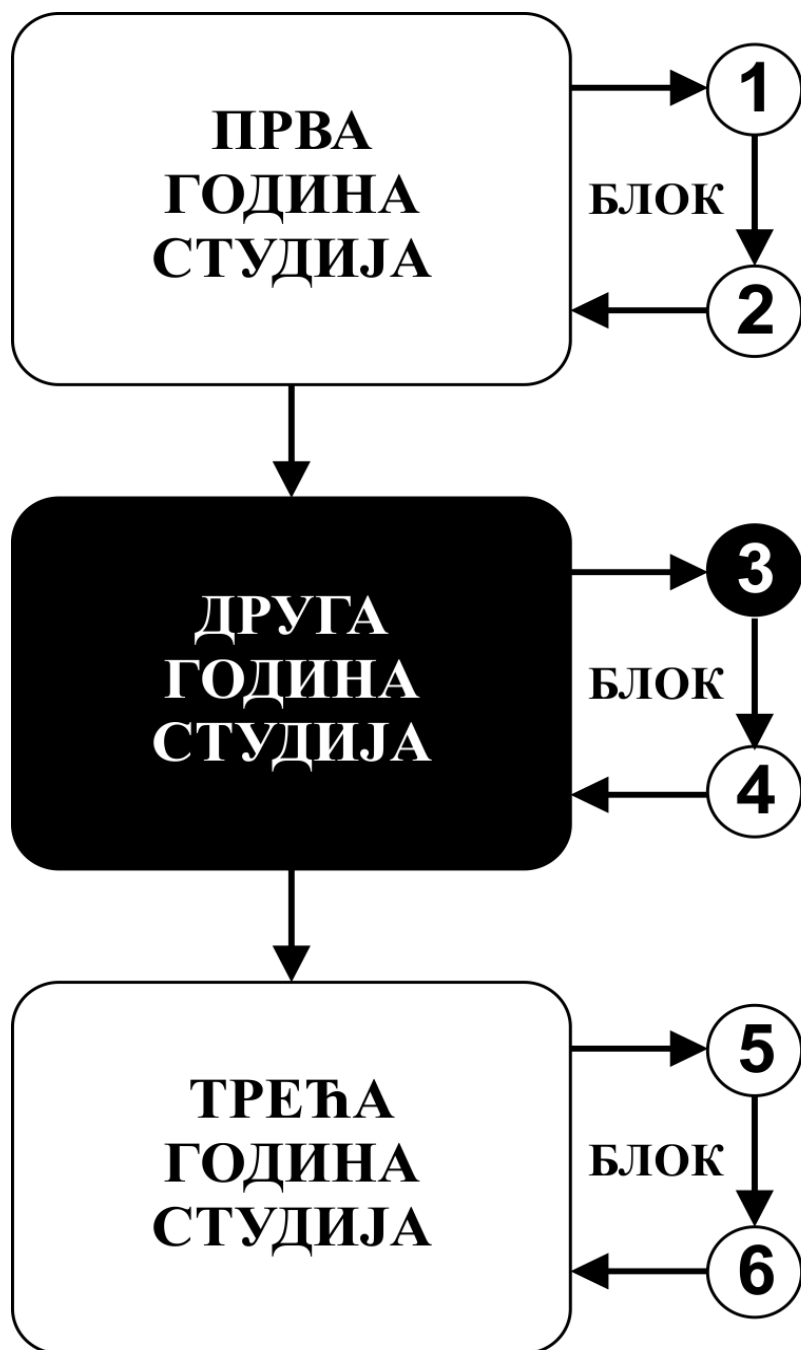 ПРВА
ГОДИНА
СТУДИЈА
1
БЛОК
2
ДРУГА
ГОДИНА
СТУДИЈА
3
БЛОК
4
ТРЕЋА
ГОДИНА
СТУДИЈА
5
БЛОК
6